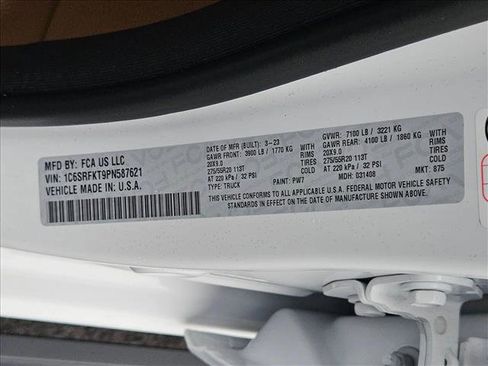 MFD BY: FCA US LLC
VIN: 1C6SRFKT9PN587621
VEHICLE MADE IN U.S.A.
DATE OF MFR (BUILT): 3-23
GAWR FRONT: 3900 LB / 1770 KG WITH
20X9.0 RIMS
275/55R20 113T TIRES
AT 220 kPa / 32 PSI COLD
TYPE: TRUCK PAINT: PW7
GVWR: 7100 LB / 3221 KG
GAWR REAR: 4100 LB / 1860 KG WITH
20X9.0 RIMS
275/55R20 113T TIRES
AT 220 kPa / 32 PSI COLD
MDH: 031408 MKT: 875
THIS VEHICLE CONFORMS TO ALL APPLICABLE U.S.A. FEDERAL MOTOR VEHICLE SAFETY
STANDARDS IN EFFECT ON THE DATE OF MANUFACTURE SHOWN ABOVE.